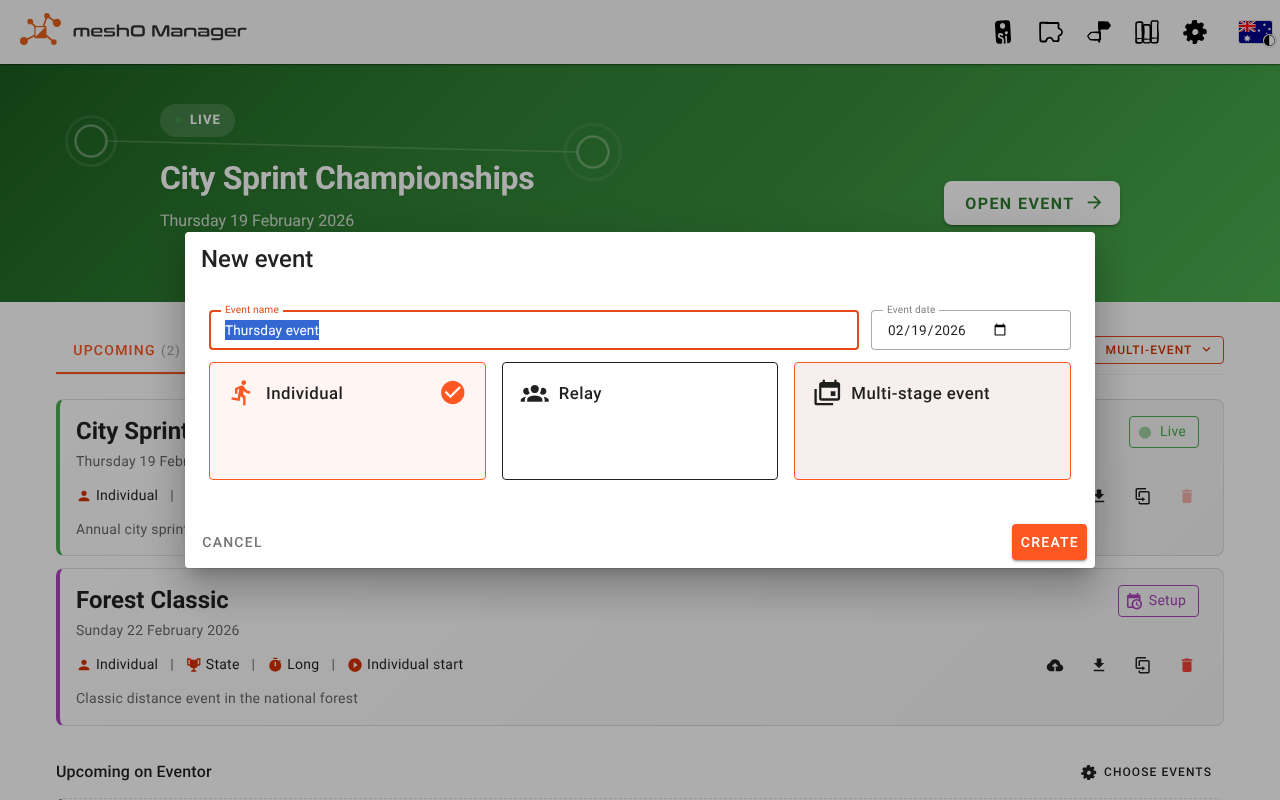 meshO Manager
LIVE
City Sprint Championships
Thursday 19 February 2026
OPEN EVENT
New event
Event name
Thursday event
Event date
02/19/2026
Individual
Relay
Multi-stage event
CANCEL
CREATE
UPCOMING (2)
MULTI-EVENT
City Sprint
Thursday 19
Live
Individual |
Annual city sprint
Forest Classic
Setup
Sunday 22 February 2026
Individual | State | Long | Individual start
Classic distance event in the national forest
Upcoming on Eventor
CHOOSE EVENTS